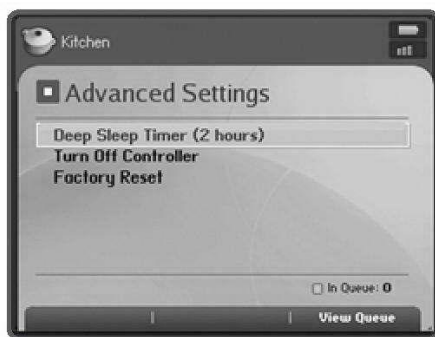 Kitchen
Advanced Settings
Deep Sleep Timer (2 hours)
Turn Off Controller
Factory Reset
In Queue: 0
View Queue